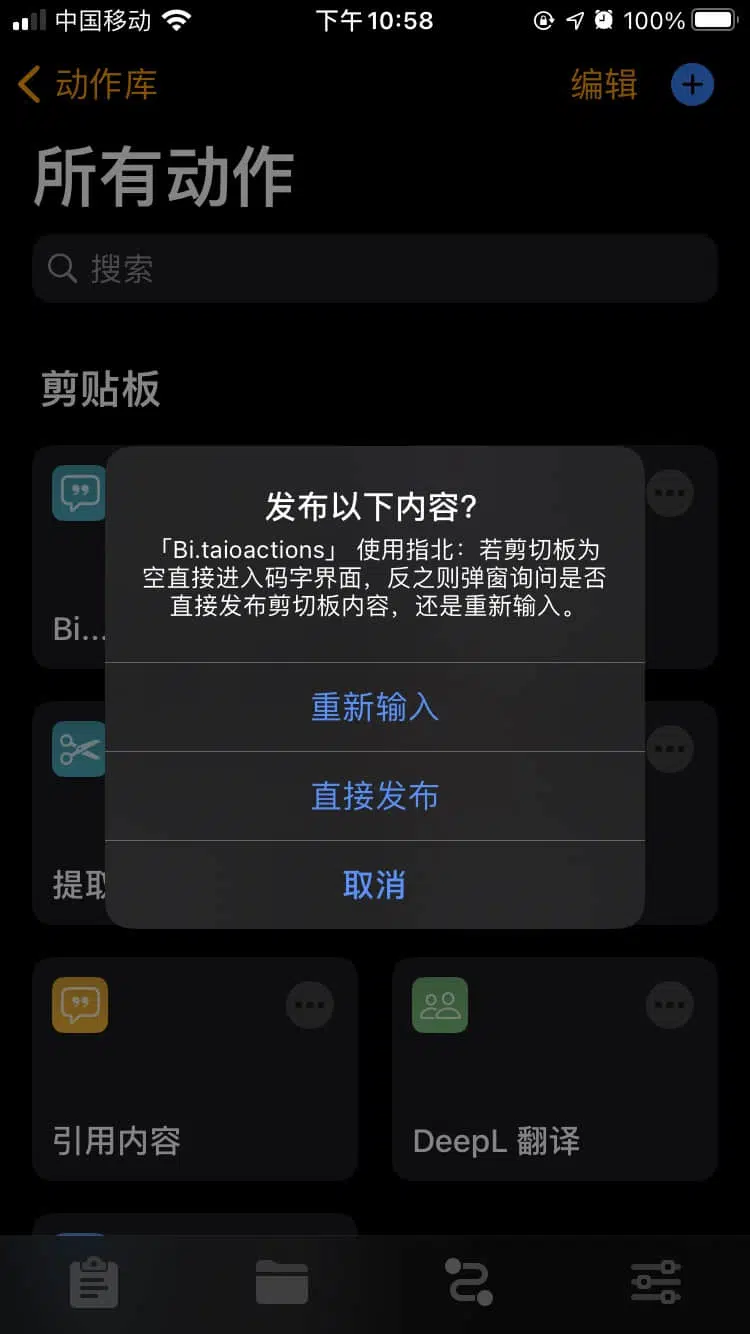 中国移动
下午10:58
100%
动作库
编辑
所有动作
搜索
剪贴板
发布以下内容?
「Bi.taioactions」 使用指北：若剪切板为
空直接进入码字界面，反之则弹窗询问是否
直接发布剪切板内容，还是重新输入。
Bi...
重新输入
直接发布
提取
取消
引用内容
DeepL 翻译